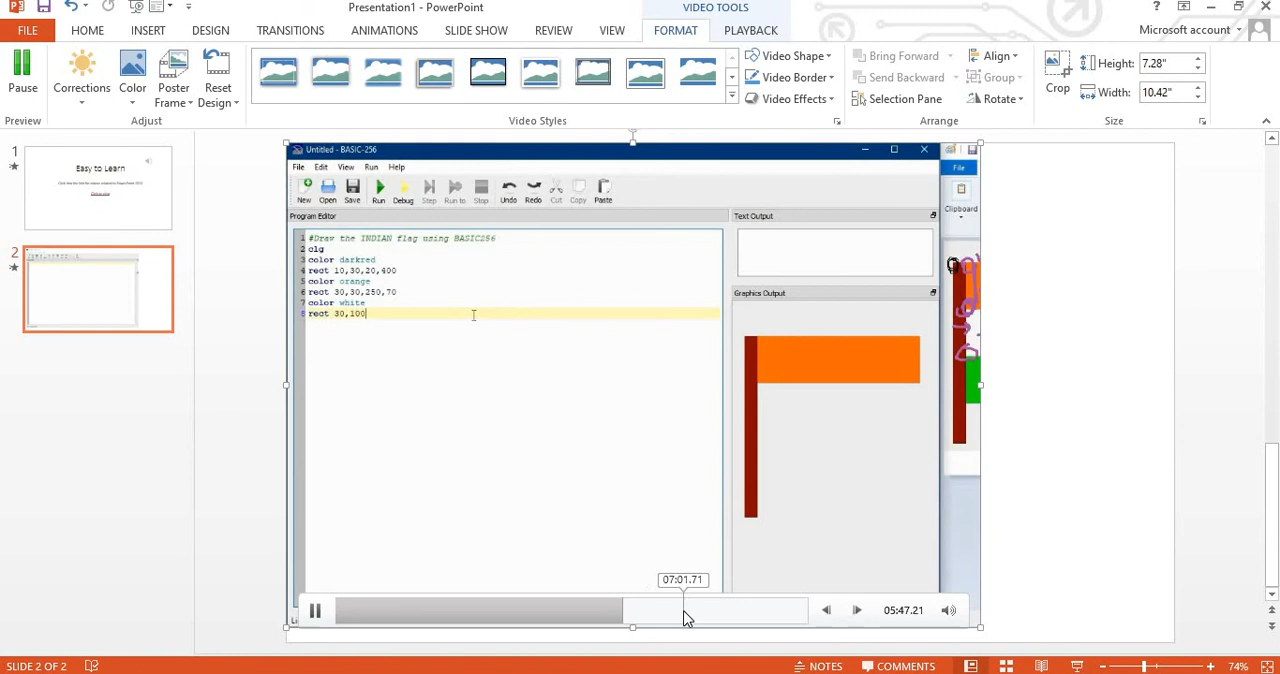 Presentation1 - PowerPoint
VIDEO TOOLS
FILE
HOME
INSERT
DESIGN
TRANSITIONS
ANIMATIONS
SLIDE SHOW
REVIEW
VIEW
FORMAT
PLAYBACK
Microsoft account
Pause
Corrections
Color
Poster Frame
Reset Design
Video Shape
Video Border
Video Effects
Bring Forward
Send Backward
Selection Pane
Align
Group
Rotate
Crop
Height: 7.28"
Width: 10.42"
Preview
Adjust
Video Styles
Arrange
Size
1
Easy to Learn
2
Untitled - BASIC-256
File Edit View Run Help
New Open Save Run Debug Step Run to Stop Undo Redo Cut Copy Paste
Program Editor
Text Output
Graphics Output
1 #Draw the INDIAN flag using BASIC256
2 clg
3 color darkred
4 rect 10,30,20,400
5 color orange
6 rect 30,30,250,70
7 color white
8 rect 30,100
File
Clipboard
07:01.71
05:47.21
SLIDE 2 OF 2
NOTES
COMMENTS
74%